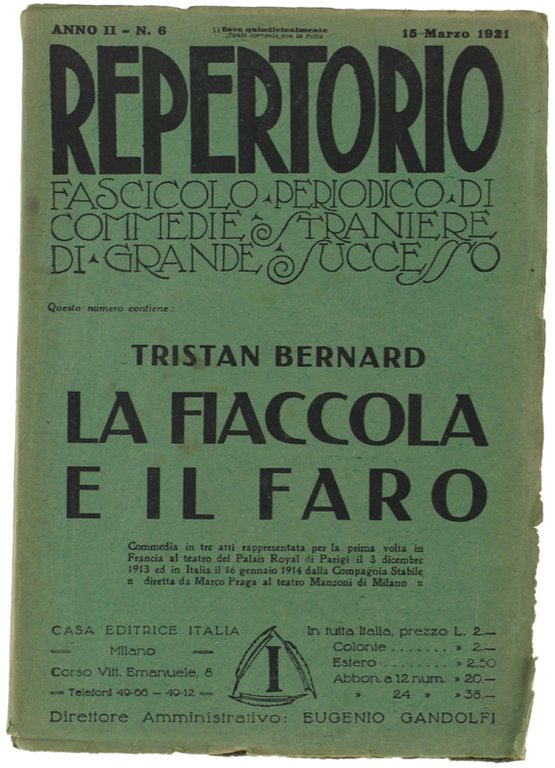 ANNO II - N. 6
Esce quindicinalmente
Conto corrente con la Posta
15 Marzo 1921
REPERTORIO
FASCICOLO PERIODICO DI
COMMEDIE STRANIERE
DI GRANDE SUCCESSO
Questo numero contiene :
TRISTAN BERNARD
LA FIACCOLA
E IL FARO
Commedia in tre atti rappresentata per la prima volta in
Francia al teatro del Palais Royal di Parigi il 3 dicembre
1913 ed in Italia il 16 gennaio 1914 dalla Compagnia Stabile
diretta da Marco Praga al teatro Manzoni di Milano
CASA EDITRICE ITALIA
— Milano —
Corso Vitt. Emanuele, 8
— Telefoni 49-66 - 49-12 —
I
In tutta Italia, prezzo L. 2.—
Colonie . . . . . . . » 2.—
Estero . . . . . . . . » 2.50
Abbon. a 12 num. » 20.—
» 24 » » 38.—
Direttore Amministrativo: EUGENIO GANDOLFI